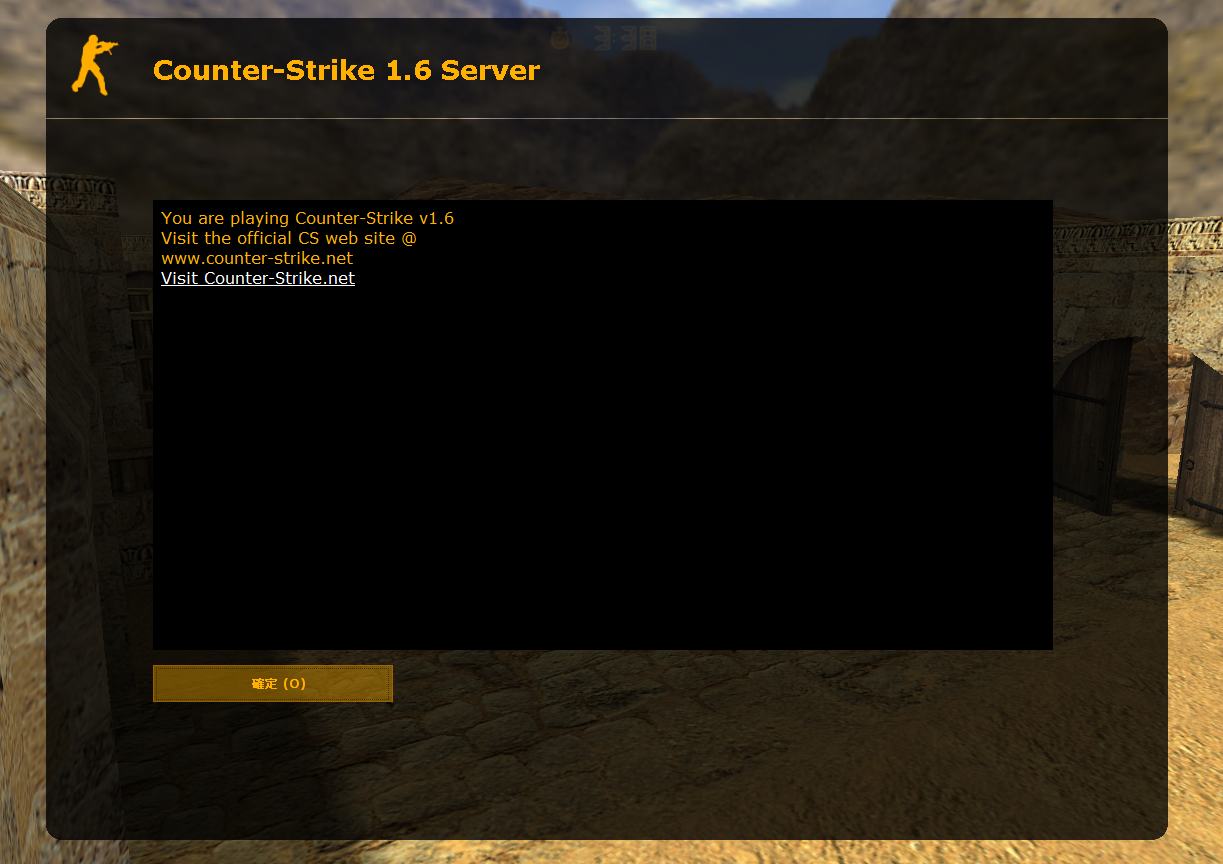 Counter-Strike 1.6 Server
You are playing Counter-Strike v1.6
Visit the official CS web site @
www.counter-strike.net
Visit Counter-Strike.net
確定 (O)